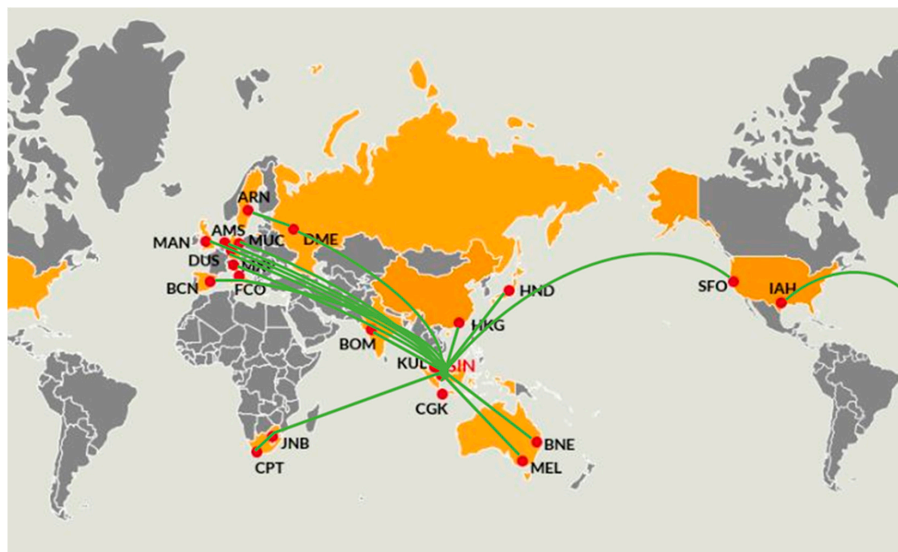 ARN
AMS
MAN
MUC
DME
DUS
BCN
FCO
HND
SFO
IAH
HKG
BOM
KUL
SIN
CGK
JNB
BNE
CPT
MEL